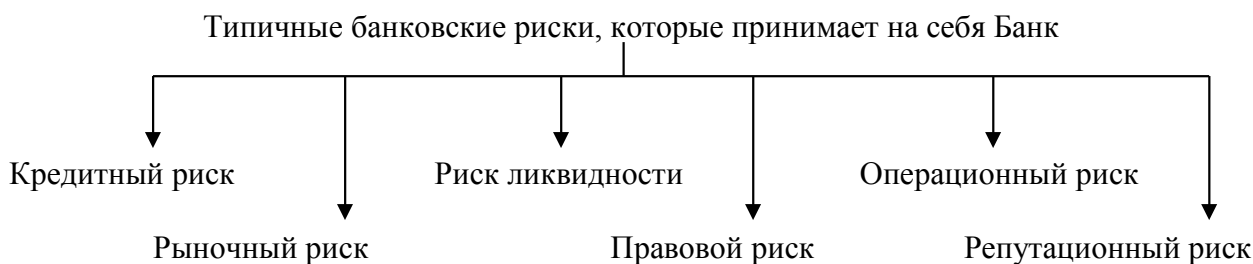 Типичные банковские риски, которые принимает на себя Банк
Кредитный риск Риск ликвидности Операционный риск
Рыночный риск Правовой риск Репутационный риск